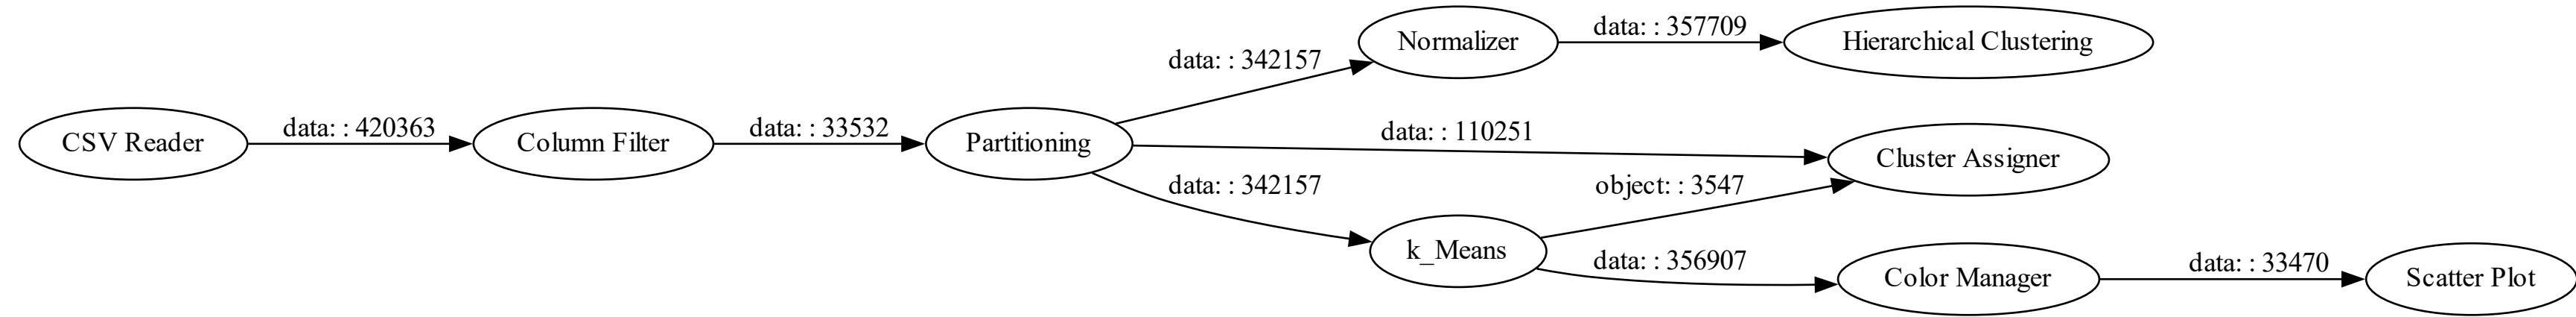 CSV Reader
data: : 420363
Column Filter
data: : 33532
Partitioning
data: : 342157
Normalizer
data: : 357709
Hierarchical Clustering
data: : 110251
Cluster Assigner
data: : 342157
k_Means
object: : 3547
data: : 356907
Color Manager
data: : 33470
Scatter Plot